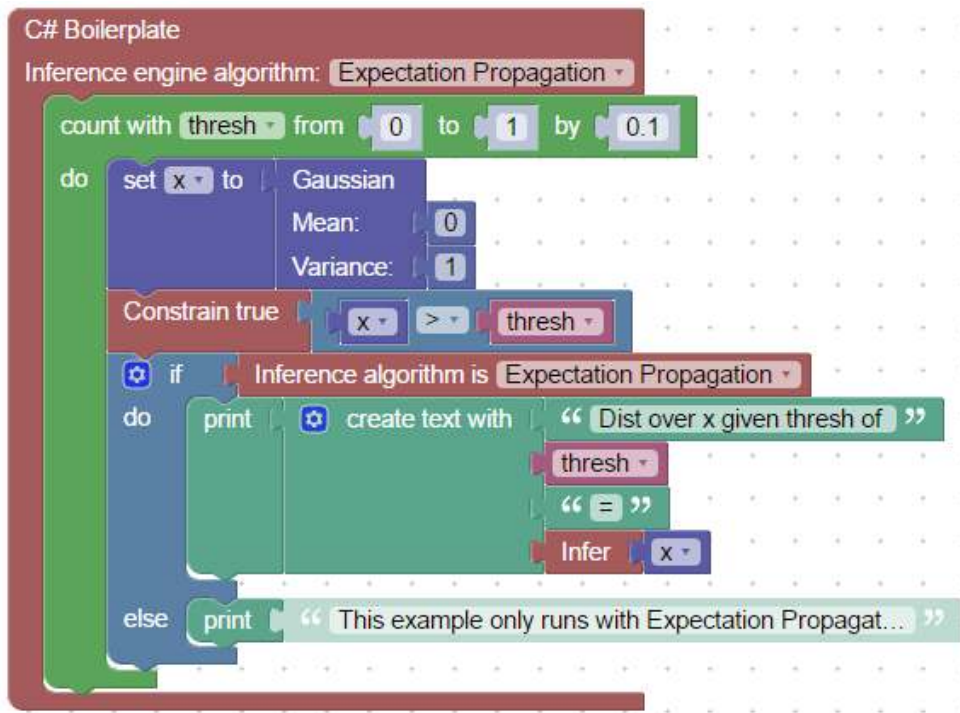 C# Boilerplate
Inference engine algorithm: Expectation Propagation
count with thresh from 0 to 1 by 0.1
do set x to Gaussian
Mean: 0
Variance: 1
Constrain true x > thresh
if Inference algorithm is Expectation Propagation
do print create text with “ Dist over x given thresh of ”
thresh
“ = ”
Infer x
else print “ This example only runs with Expectation Propagat... ”